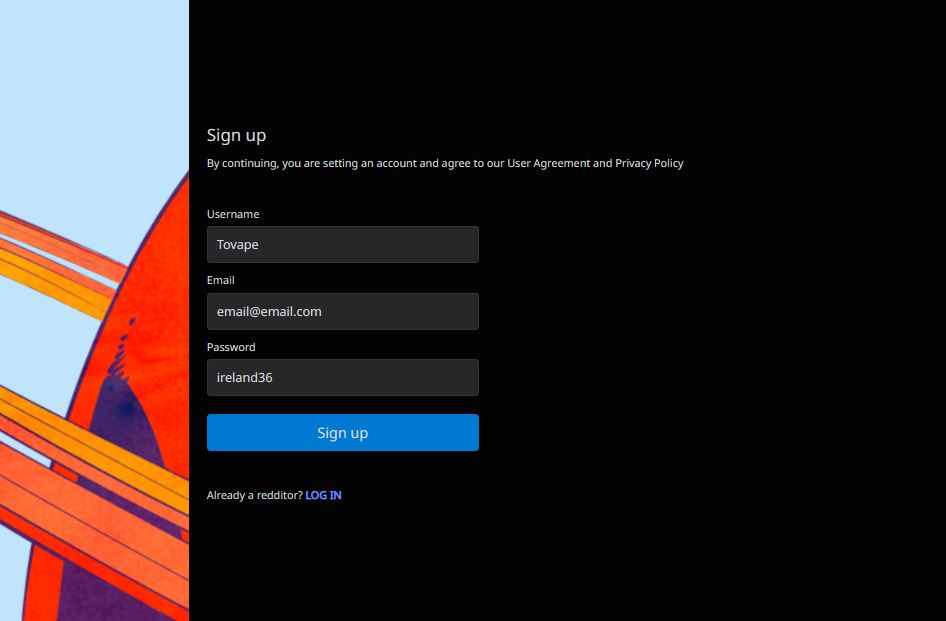 Sign up
By continuing, you are setting an account and agree to our User Agreement and Privacy Policy
Username
Tovape
Email
email@email.com
Password
ireland36
Sign up
Already a redditor? LOG IN